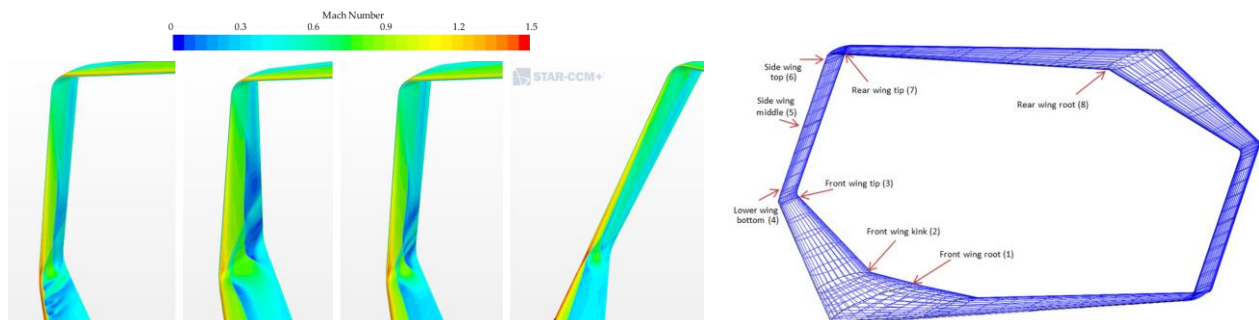 Mach Number
0 0.3 0.6 0.9 1.2 1.5
STAR-CCM+
Side wing
top (6)
Rear wing tip (7)
Rear wing root (8)
Side wing
middle (5)
Front wing tip (3)
Lower wing
bottom (4)
Front wing kink (2)
Front wing root (1)